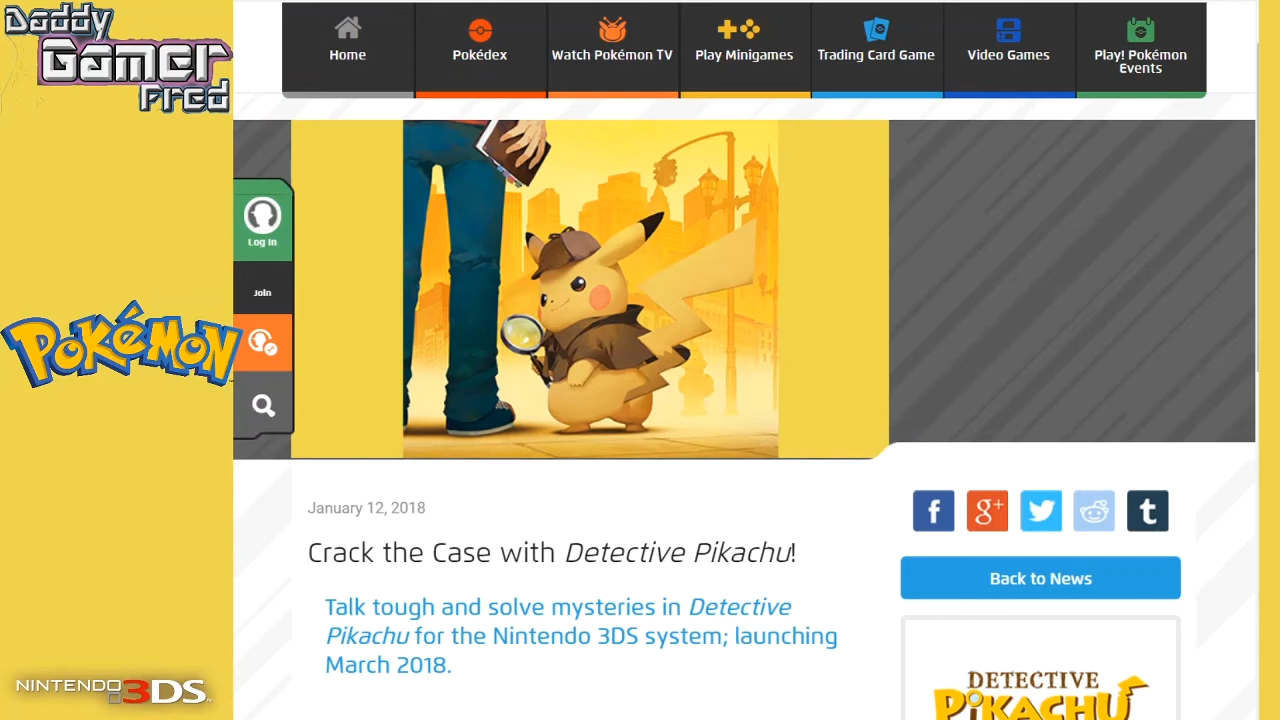 Daddy
Gamer
Fred
Home
Pokédex
Watch Pokémon TV
Play Minigames
Trading Card Game
Video Games
Play! Pokémon
Events
Log In
Join
POKéMON
January 12, 2018
Crack the Case with Detective Pikachu!
Talk tough and solve mysteries in Detective
Pikachu for the Nintendo 3DS system; launching
March 2018.
f
g+
t
Back to News
DETECTIVE
PIKACHU
NINTENDO 3DS